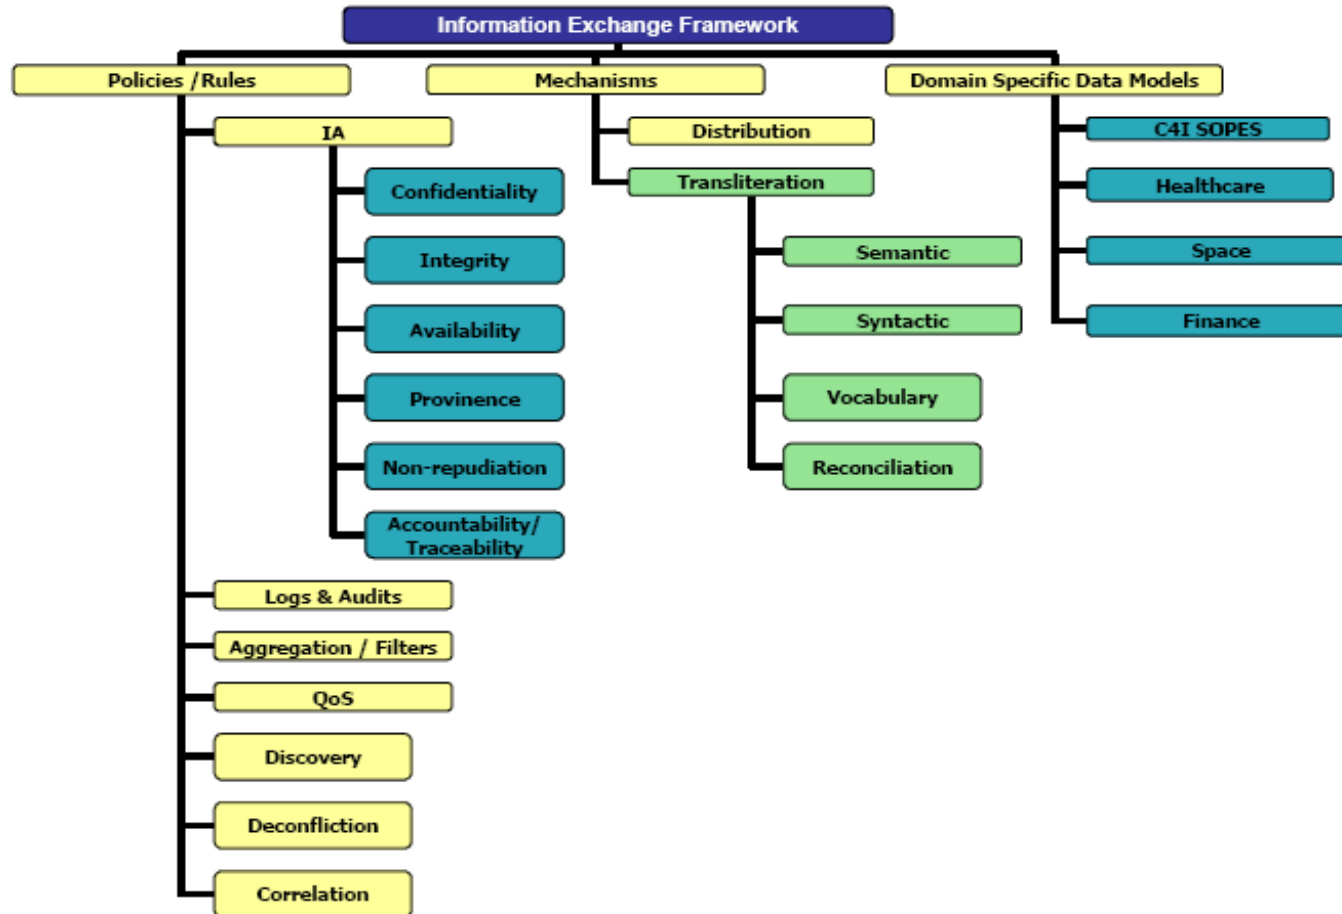 Information Exchange Framework
Policies /Rules
Mechanisms
Domain Specific Data Models
IA
Confidentiality
Integrity
Availability
Provinence
Non-repudiation
Accountability/
Traceability
Logs & Audits
Aggregation / Filters
QoS
Discovery
Deconfliction
Correlation
Distribution
Transliteration
Semantic
Syntactic
Vocabulary
Reconciliation
C4I SOPES
Healthcare
Space
Finance